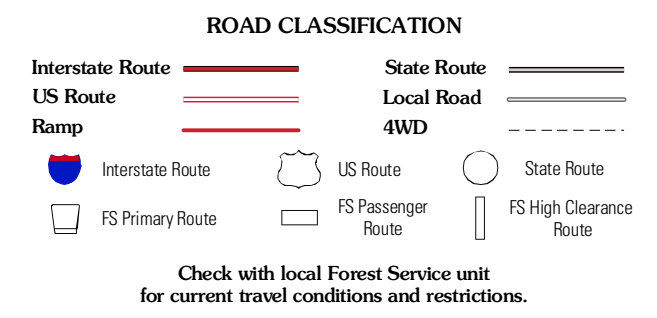 ROAD CLASSIFICATION
Interstate Route
State Route
US Route
Local Road
Ramp
4WD
Interstate Route
US Route
State Route
FS Primary Route
FS Passenger
Route
FS High Clearance
Route
Check with local Forest Service unit
for current travel conditions and restrictions.